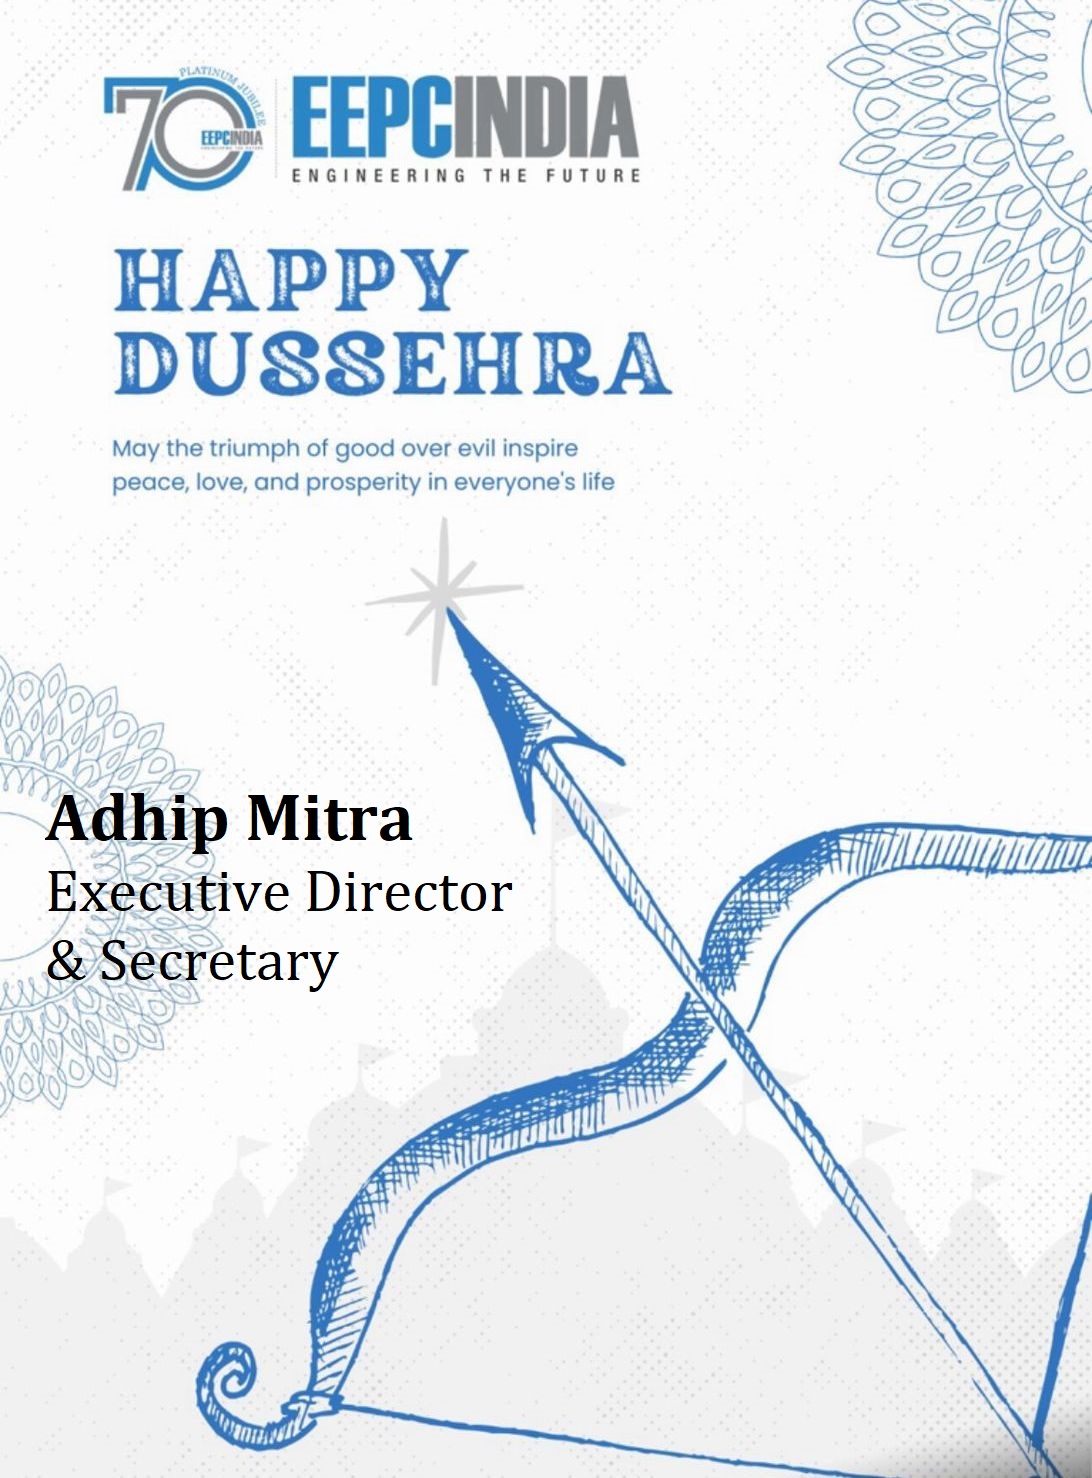 PLATINUM JUBILEE
70
EEPCINDIA
EEPCINDIA
ENGINEERING THE FUTURE
HAPPY
DUSSEHRA
May the triumph of good over evil inspire
peace, love, and prosperity in everyone's life
Adhip Mitra
Executive Director
& Secretary